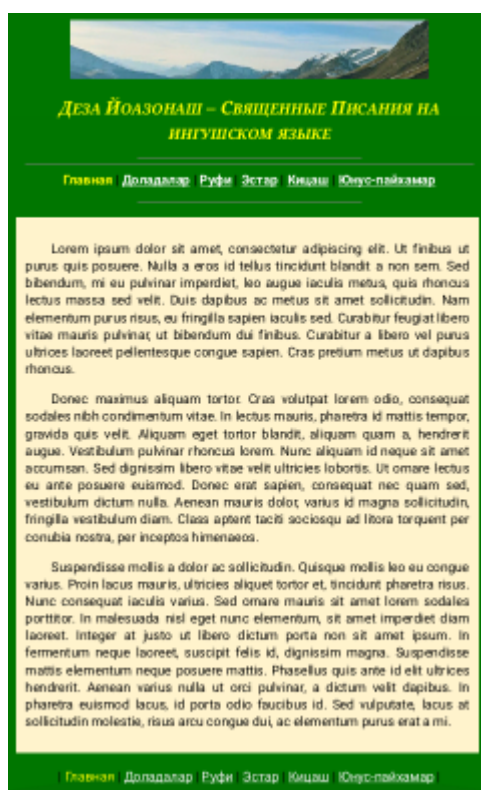 Деза Йоазонаш – Священные Писания на
ингушском языке
Главная | Доладалар | Руфи | Эстар | Кицаш | Юнус-пайхамар
Lorem ipsum dolor sit amet, consectetur adipiscing elit. Ut finibus ut
purus quis posuere. Nulla a eros id tellus tincidunt blandit a non sem. Sed
bibendum, mi eu pulvinar imperdiet, leo augue iaculis metus, quis rhoncus
lectus massa sed velit. Duis dapibus ac metus sit amet sollicitudin. Nam
elementum purus risus, eu fringilla sapien iaculis sed. Curabitur feugiat libero
vitae mauris pulvinar, ut bibendum dui finibus. Curabitur a libero vel purus
ultrices laoreet pellentesque congue sapien. Cras pretium metus ut dapibus
rhoncus.
Donec maximus aliquam tortor. Cras volutpat lorem odio, consequat
sodales nibh condimentum vitae. In lectus mauris, pharetra id mattis tempor,
gravida quis velit. Aliquam eget tortor blandit, aliquam quam a, hendrerit
augue. Vestibulum pulvinar rhoncus lorem. Nunc aliquam id neque sit amet
accumsan. Sed dignissim libero vitae velit ultricies lobortis. Ut ornare lectus
eu ante posuere euismod. Donec erat sapien, consequat nec quam sed,
vestibulum dictum nulla. Aenean mauris dolor, varius id magna sollicitudin,
fringilla vestibulum diam. Class aptent taciti sociosqu ad litora torquent per
conubia nostra, per inceptos himenaeos.
Suspendisse mollis a dolor ac sollicitudin. Quisque mollis leo eu congue
varius. Proin lacus mauris, ultricies aliquet tortor et, tincidunt pharetra risus.
Nunc consequat iaculis varius. Sed ornare mauris sit amet lorem sodales
porttitor. In malesuada nisl eget nunc elementum, sit amet imperdiet diam
laoreet. Integer at justo ut libero dictum porta non sit amet ipsum. In
fermentum neque laoreet, suscipit felis id, dignissim magna. Suspendisse
mattis elementum neque posuere mattis. Phasellus quis ante id elit ultrices
hendrerit. Aenean varius nulla ut orci pulvinar, a dictum velit dapibus. In
pharetra euismod lacus, id porta odio faucibus id. Sed vulputate, lacus at
sollicitudin molestie, risus arcu congue dui, ac elementum purus erat a mi.
| Главная | Доладалар | Руфи | Эстар | Кицаш | Юнус-пайхамар |